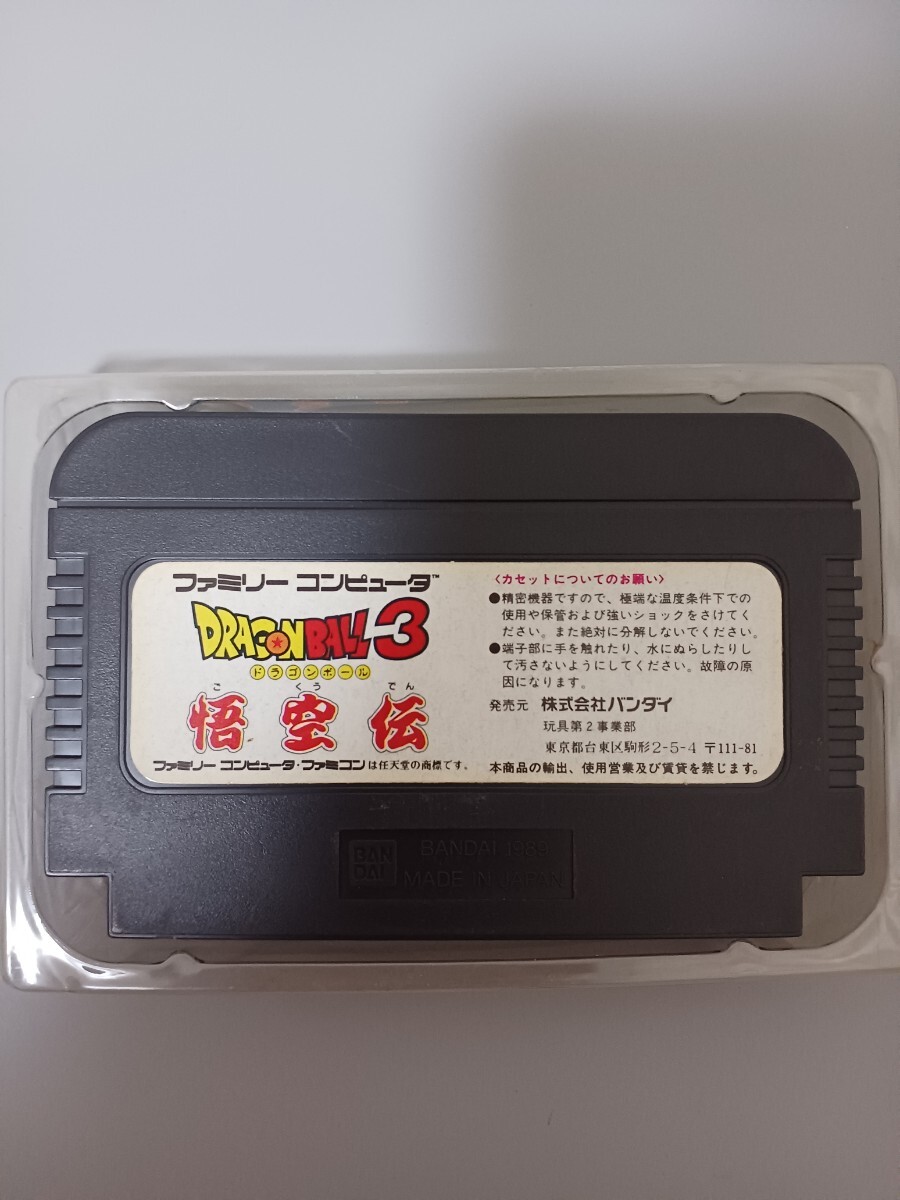 ファミリー コンピュータ™
DRAGON BALL 3
ドラゴンボール
ご くう でん
悟空伝
ファミリー コンピュータ・ファミコンは任天堂の商標です。
〈カセットについてのお願い〉
●精密機器ですので、極端な温度条件下での
使用や保管および強いショックをさけてく
ださい。また絶対に分解しないでください。
●端子部に手を触れたり、水にぬらしたりし
て汚さないようにしてください。故障の原
因になります。
発売元 株式会社バンダイ
玩具第2事業部
東京都台東区駒形2-5-4 〒111-81
本商品の輸出、使用営業及び賃貸を禁じます。
BAN
DAI
BANDAI 1989
MADE IN JAPAN